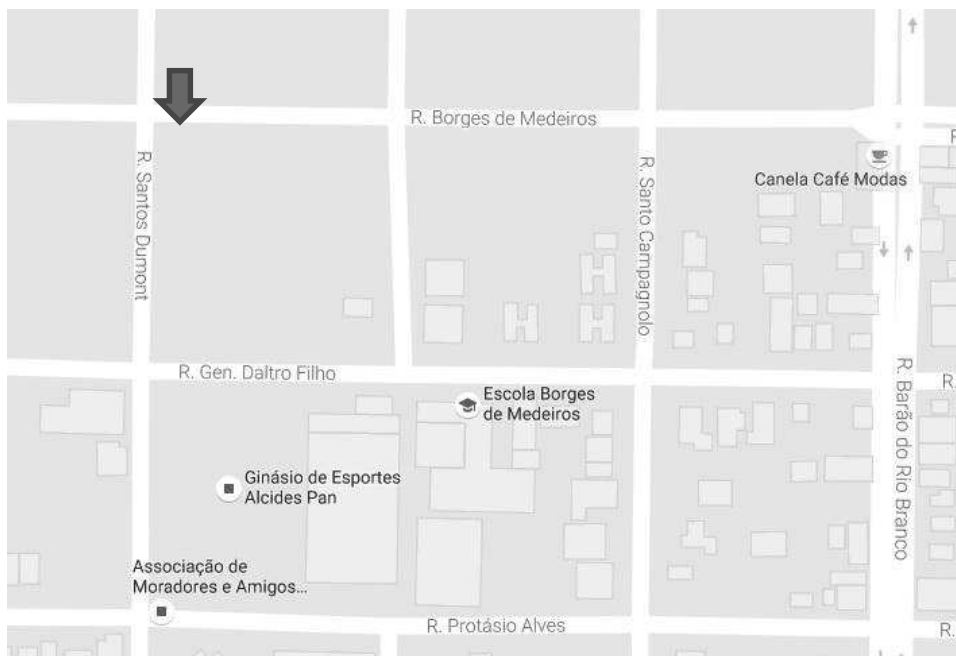 R. Borges de Medeiros
R.
Canela Café Modas
R. Santos Dumont
R. Santo Campagnolo
R. Gen. Daltro Filho
R.
Escola Borges
de Medeiros
R. Barão do Rio Branco
Ginásio de Esportes
Alcides Pan
Associação de
Moradores e Amigos...
R. Protásio Alves
R.